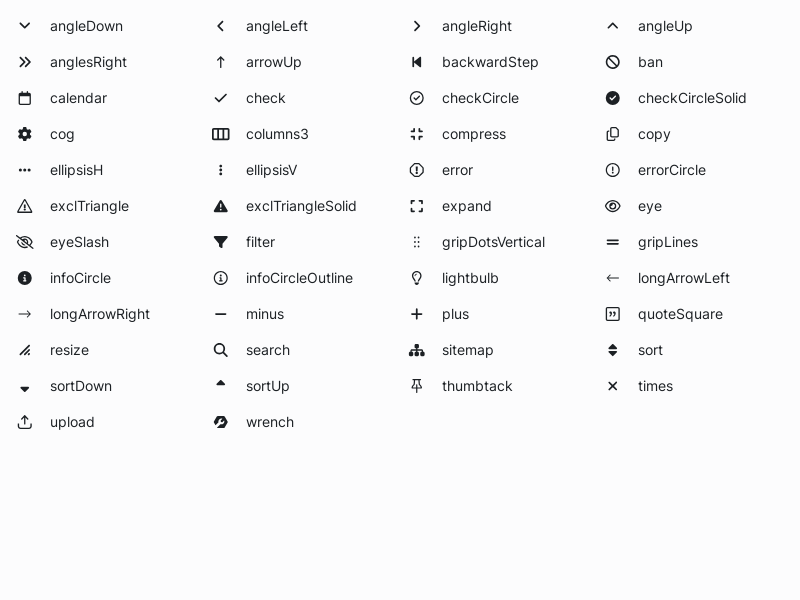 angleDown angleLeft angleRight angleUp
anglesRight arrowUp backwardStep ban
calendar check checkCircle checkCircleSolid
cog columns3 compress copy
ellipsisH ellipsisV error errorCircle
exclTriangle exclTriangleSolid expand eye
eyeSlash filter gripDotsVertical gripLines
infoCircle infoCircleOutline lightbulb longArrowLeft
longArrowRight minus plus quoteSquare
resize search sitemap sort
sortDown sortUp thumbtack times
upload wrench